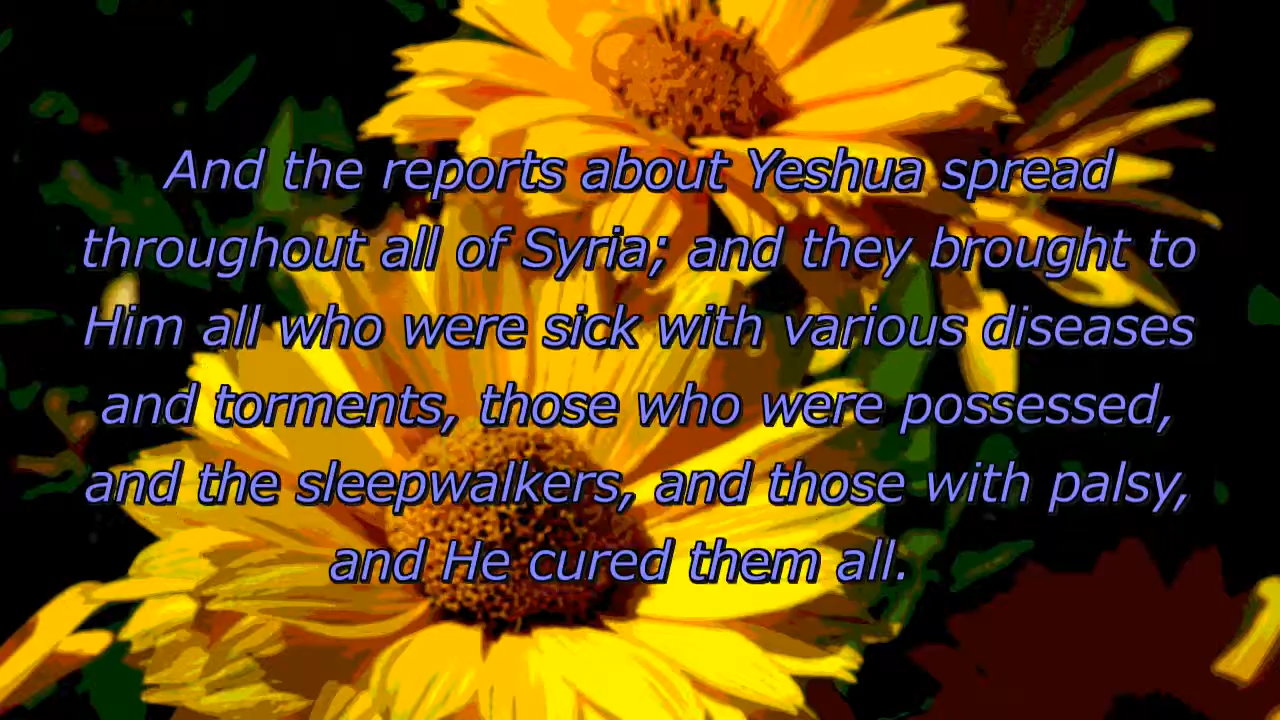 And the reports about Yeshua spread
throughout all of Syria; and they brought to
Him all who were sick with various diseases
and torments, those who were possessed,
and the sleepwalkers, and those with palsy,
and He cured them all.